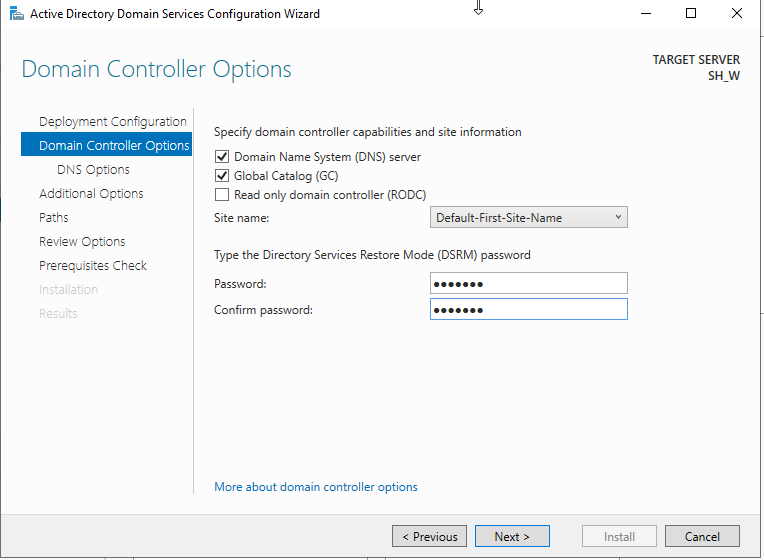 Active Directory Domain Services Configuration Wizard
Domain Controller Options
TARGET SERVER
SH_W
Deployment Configuration
Domain Controller Options
DNS Options
Additional Options
Paths
Review Options
Prerequisites Check
Installation
Results
Specify domain controller capabilities and site information
Domain Name System (DNS) server
Global Catalog (GC)
Read only domain controller (RODC)
Site name: Default-First-Site-Name
Type the Directory Services Restore Mode (DSRM) password
Password: ●●●●●●●
Confirm password: ●●●●●●●
More about domain controller options
< Previous Next > Install Cancel